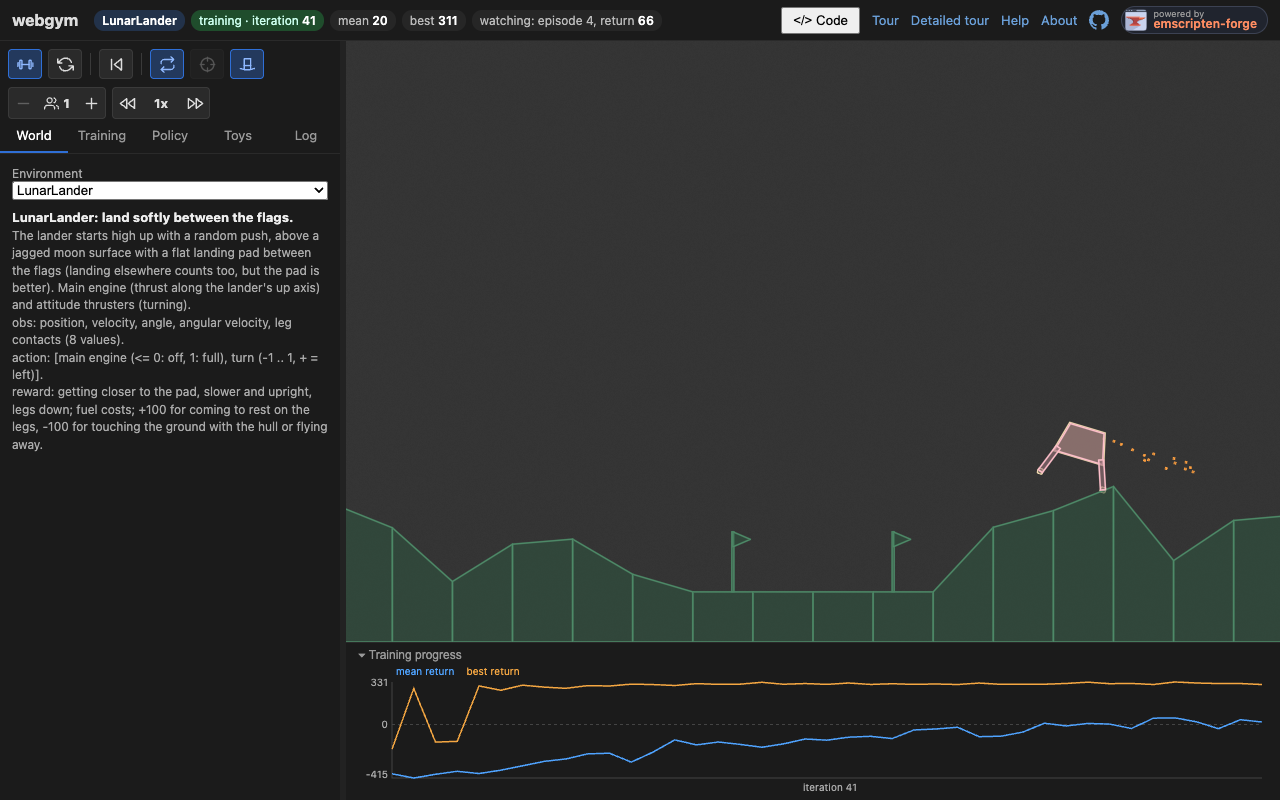 webgym
LunarLander
training · iteration 41
mean 20
best 311
watching: episode 4, return 66
</> Code
Tour
Detailed tour
Help
About
powered by
emscripten-forge
1
1x
World
Training
Policy
Toys
Log
Environment
LunarLander
LunarLander: land softly between the flags.
The lander starts high up with a random push, above a
jagged moon surface with a flat landing pad between
the flags (landing elsewhere counts too, but the pad is
better). Main engine (thrust along the lander's up axis)
and attitude thrusters (turning).
obs: position, velocity, angle, angular velocity, leg
contacts (8 values).
action: [main engine (<= 0: off, 1: full), turn (-1 .. 1, + =
left)].
reward: getting closer to the pad, slower and upright,
legs down; fuel costs; +100 for coming to rest on the
legs, -100 for touching the ground with the hull or flying
away.
Training progress
mean return
best return
331
0
-415
iteration 41